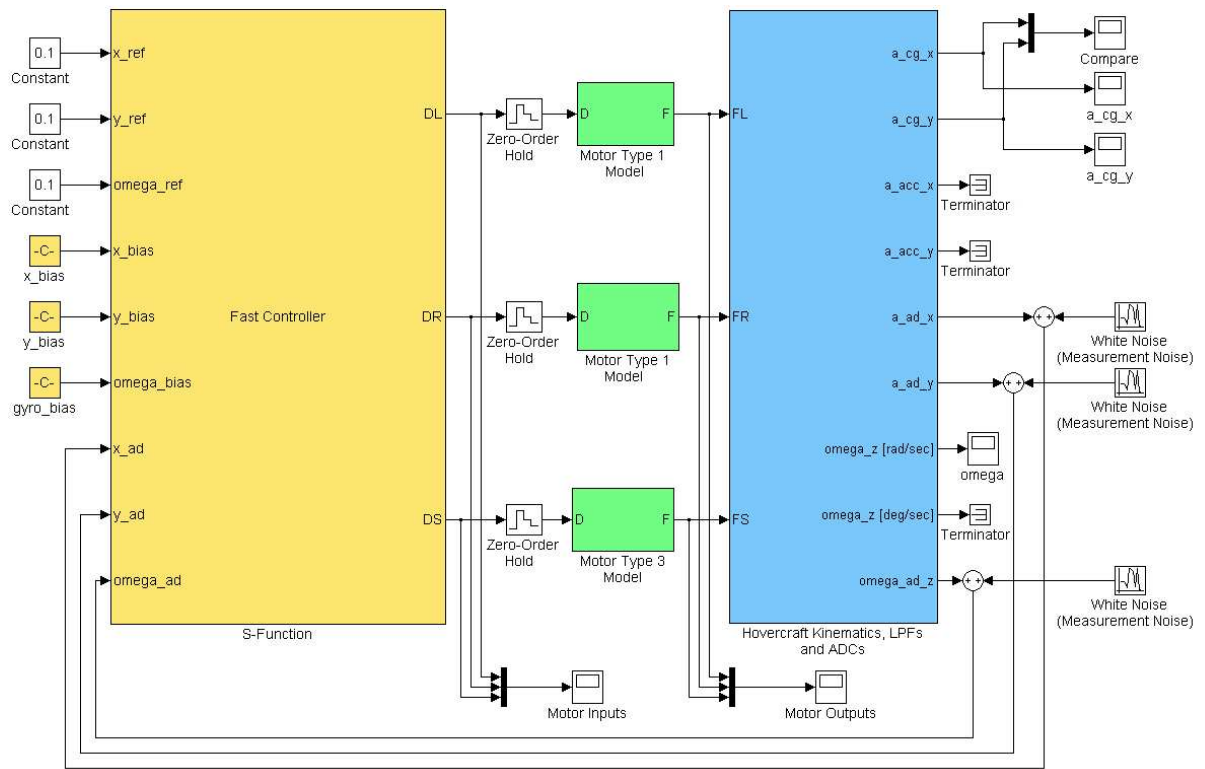 0.1
Constant
0.1
Constant
0.1
Constant
-C-
x_bias
-C-
y_bias
-C-
gyro_bias
x_ref
y_ref
omega_ref
x_bias
y_bias
omega_bias
x_ad
y_ad
omega_ad
Fast Controller
DL
DR
DS
S-Function
Zero-Order
Hold
Zero-Order
Hold
Zero-Order
Hold
D
F
Motor Type 1
Model
D
F
Motor Type 1
Model
D
F
Motor Type 3
Model
Motor Inputs
Motor Outputs
FL
FR
FS
a_cg_x
a_cg_y
a_acc_x
a_acc_y
a_ad_x
a_ad_y
omega_z [rad/sec]
omega_z [deg/sec]
omega_ad_z
Hovercraft Kinematics, LPFs
and ADCs
Compare
a_cg_x
a_cg_y
Terminator
Terminator
+ +
White Noise
(Measurement Noise)
+ +
White Noise
(Measurement Noise)
omega
Terminator
+ +
White Noise
(Measurement Noise)